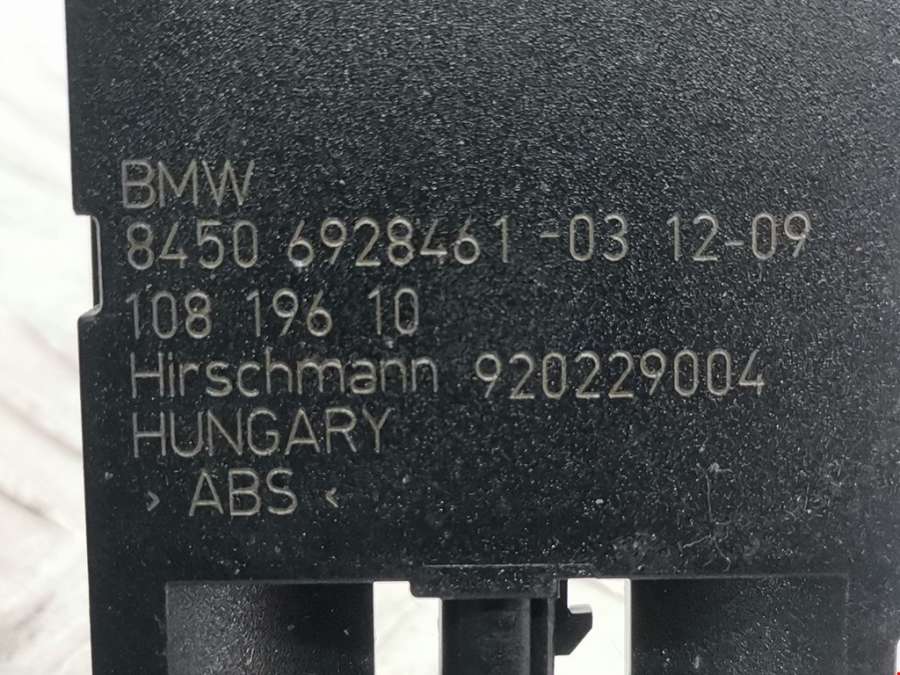 BMW
8450 6928461 -03 12-09
108 196 10
Hirschmann 920229004
HUNGARY
> ABS <